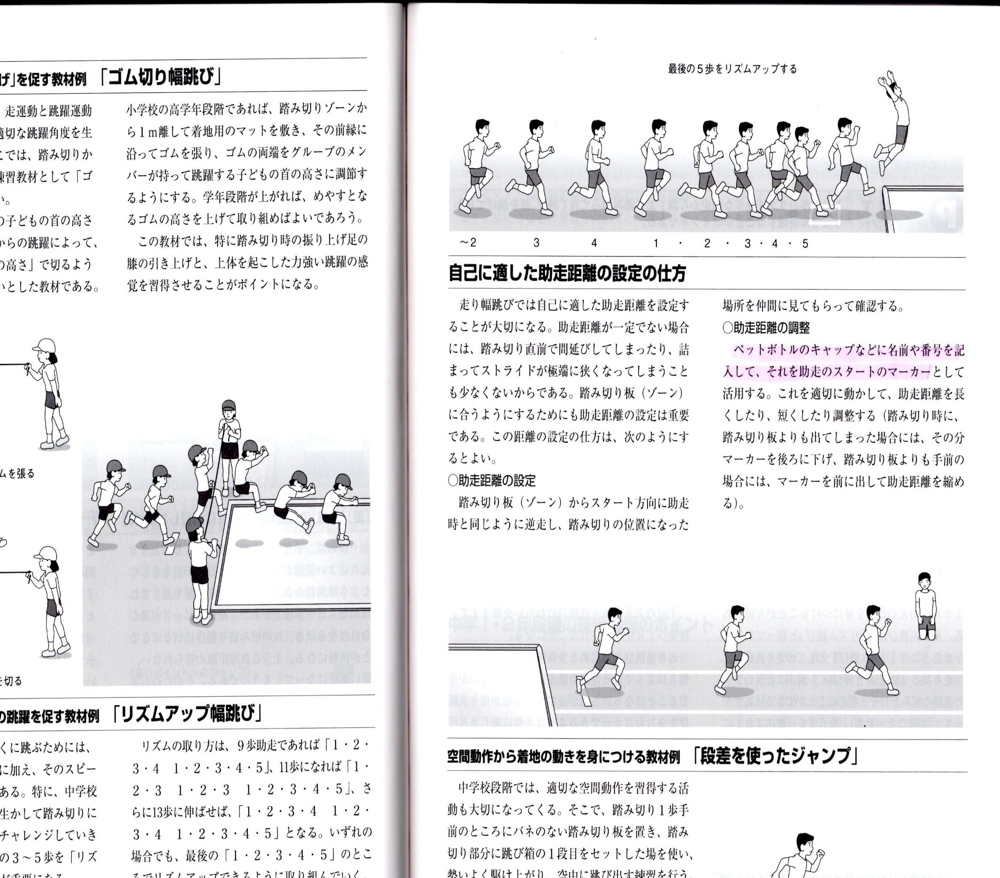 げ」を促す教材例 「ゴム切り幅跳び」
走運動と跳躍運動
適切な跳躍角度を生
こでは、踏み切りか
練習教材として「ゴ
い。
の子どもの首の高さ
からの跳躍によって、
の高さ」で切るよう
いとした教材である。
小学校の高学年段階であれば、踏み切りゾーンか
ら1m離して着地用のマットを敷き、その前縁に
沿ってゴムを張り、ゴムの両端をグループのメン
バーが持って跳躍する子どもの首の高さに調節す
るようにする。学年段階が上がれば、めやすとな
るゴムの高さを上げて取り組めばよいであろう。
この教材では、特に踏み切り時の振り上げ足の
膝の引き上げと、上体を起こした力強い跳躍の感
覚を習得させることがポイントになる。
ムを張る
を切る
の跳躍を促す教材例 「リズムアップ幅跳び」
くに跳ぶためには、
に加え、そのスピー
ある。特に、中学校
生かして踏み切りに
チャレンジしていき
の3～5歩を「リズ
が重要になる。
リズムの取り方は、9歩助走であれば「1・2・
3・4　1・2・3・4・5」、11歩になれば「1・
2・3　1・2・3　1・2・3・4・5」、さ
らに13歩に伸ばせば、「1・2・3・4　1・2・
3・4　1・2・3・4・5」となる。いずれの
場合でも、最後の「1・2・3・4・5」のとこ
ろでリズムアップできるように取り組んでいく。
最後の5歩をリズムアップする
～2　3　4　1・2・3・4・5
自己に適した助走距離の設定の仕方
走り幅跳びでは自己に適した助走距離を設定す
ることが大切になる。助走距離が一定でない場合
には、踏み切り直前で間延びしてしまったり、詰
まってストライドが極端に狭くなってしまうこと
も少なくないからである。踏み切り板（ゾーン）
に合うようにするためにも助走距離の設定は重要
である。この距離の設定の仕方は、次のようにす
るとよい。
○助走距離の設定
踏み切り板（ゾーン）からスタート方向に助走
時と同じように逆走し、踏み切りの位置になった
場所を仲間に見てもらって確認する。
○助走距離の調整
ペットボトルのキャップなどに名前や番号を記
入して、それを助走のスタートのマーカーとして
活用する。これを適切に動かして、助走距離を長
くしたり、短くしたり調整する（踏み切り時に、
踏み切り板よりも出てしまった場合には、その分
マーカーを後ろに下げ、踏み切り板よりも手前の
場合には、マーカーを前に出して助走距離を縮め
る）。
空間動作から着地の動きを身につける教材例 「段差を使ったジャンプ」
中学校段階では、適切な空間動作を習得する活
動も大切になってくる。そこで、踏み切り1歩手
前のところにバネのない踏み切り板を置き、踏み
切り部分に跳び箱の1段目をセットした場を使い、
勢いよく駆け上がり、空中に跳び出す練習を行う。